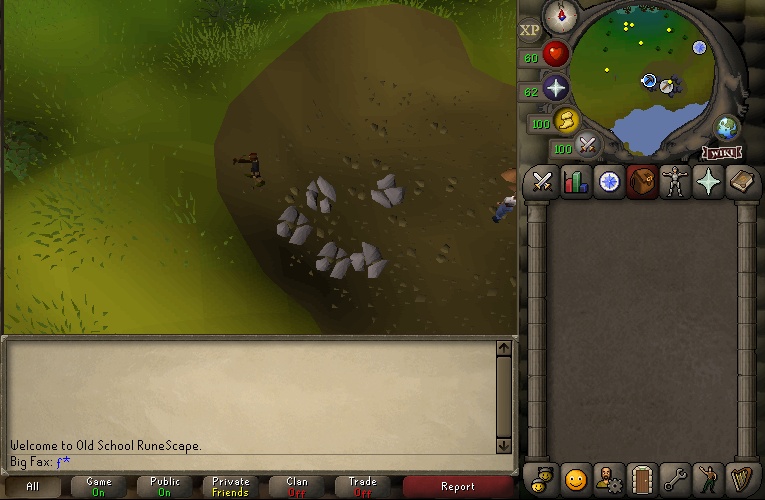 XP
60
62
100
100
WIKI
Welcome to Old School RuneScape.
Big Fax: f*
All
Game
On
Public
On
Private
Friends
Clan
Off
Trade
Off
Report